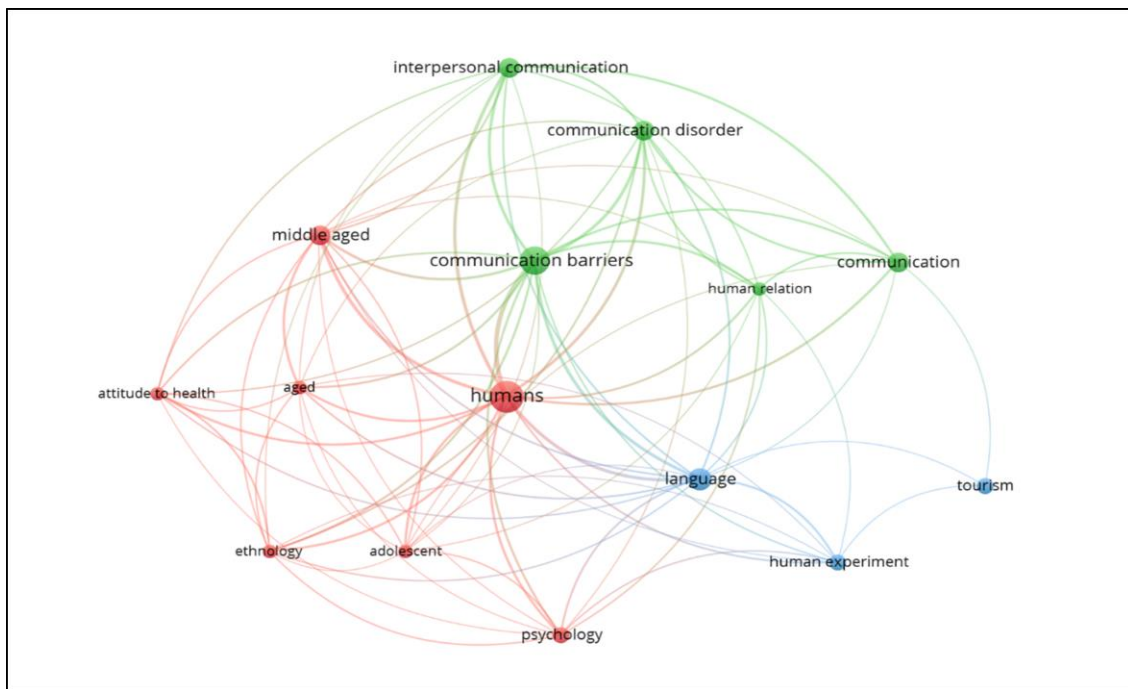 interpersonal communication
communication disorder
middle aged
communication barriers
communication
human relation
attitude to health
aged
humans
language
tourism
ethnology
adolescent
human experiment
psychology